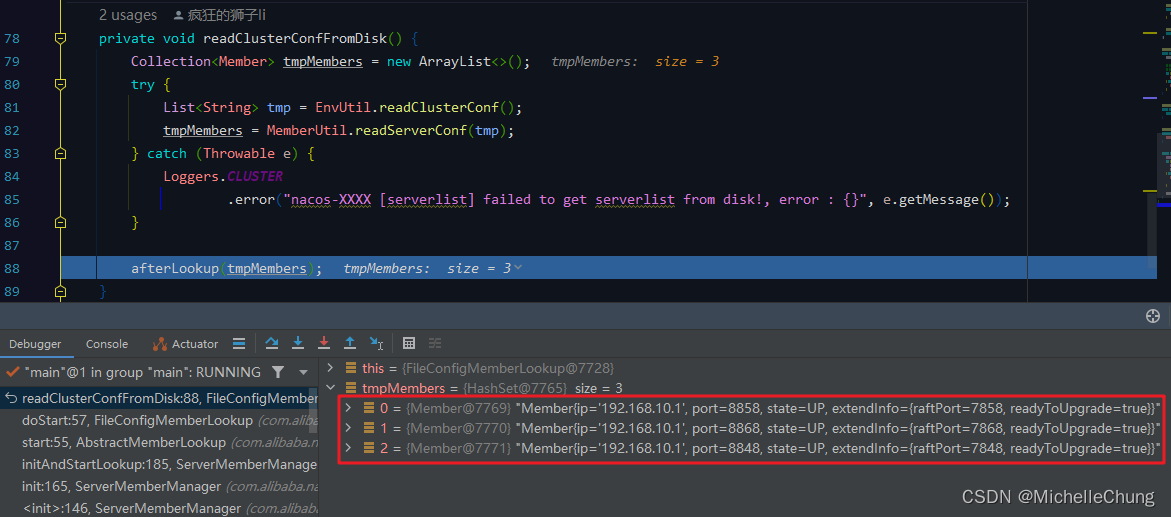 2 usages 疯狂的狮子li
78 private void readClusterConfFromDisk() {
79 Collection<Member> tmpMembers = new ArrayList<>(); tmpMembers: size = 3
80 try {
81 List<String> tmp = EnvUtil.readClusterConf();
82 tmpMembers = MemberUtil.readServerConf(tmp);
83 } catch (Throwable e) {
84 Loggers.CLUSTER
85 .error("nacos-XXXX [serverlist] failed to get serverlist from disk!, error : {}", e.getMessage());
86 }
87
88 afterLookup(tmpMembers); tmpMembers: size = 3
89 }
Debugger Console Actuator
"main"@1 in group "main": RUNNING
readClusterConfFromDisk:88, FileConfigMember
doStart:57, FileConfigMemberLookup (com.alibab
start:55, AbstractMemberLookup (com.alibaba.n
initAndStartLookup:185, ServerMemberManage
init:165, ServerMemberManager (com.alibaba.na
<init>:146, ServerMemberManager (com.alibab
this = {FileConfigMemberLookup@7728}
tmpMembers = {HashSet@7765} size = 3
0 = {Member@7769} "Member{ip='192.168.10.1', port=8858, state=UP, extendInfo={raftPort=7858, readyToUpgrade=true}}"
1 = {Member@7770} "Member{ip='192.168.10.1', port=8868, state=UP, extendInfo={raftPort=7868, readyToUpgrade=true}}"
2 = {Member@7771} "Member{ip='192.168.10.1', port=8848, state=UP, extendInfo={raftPort=7848, readyToUpgrade=true}}"
CSDN @MichelleChung